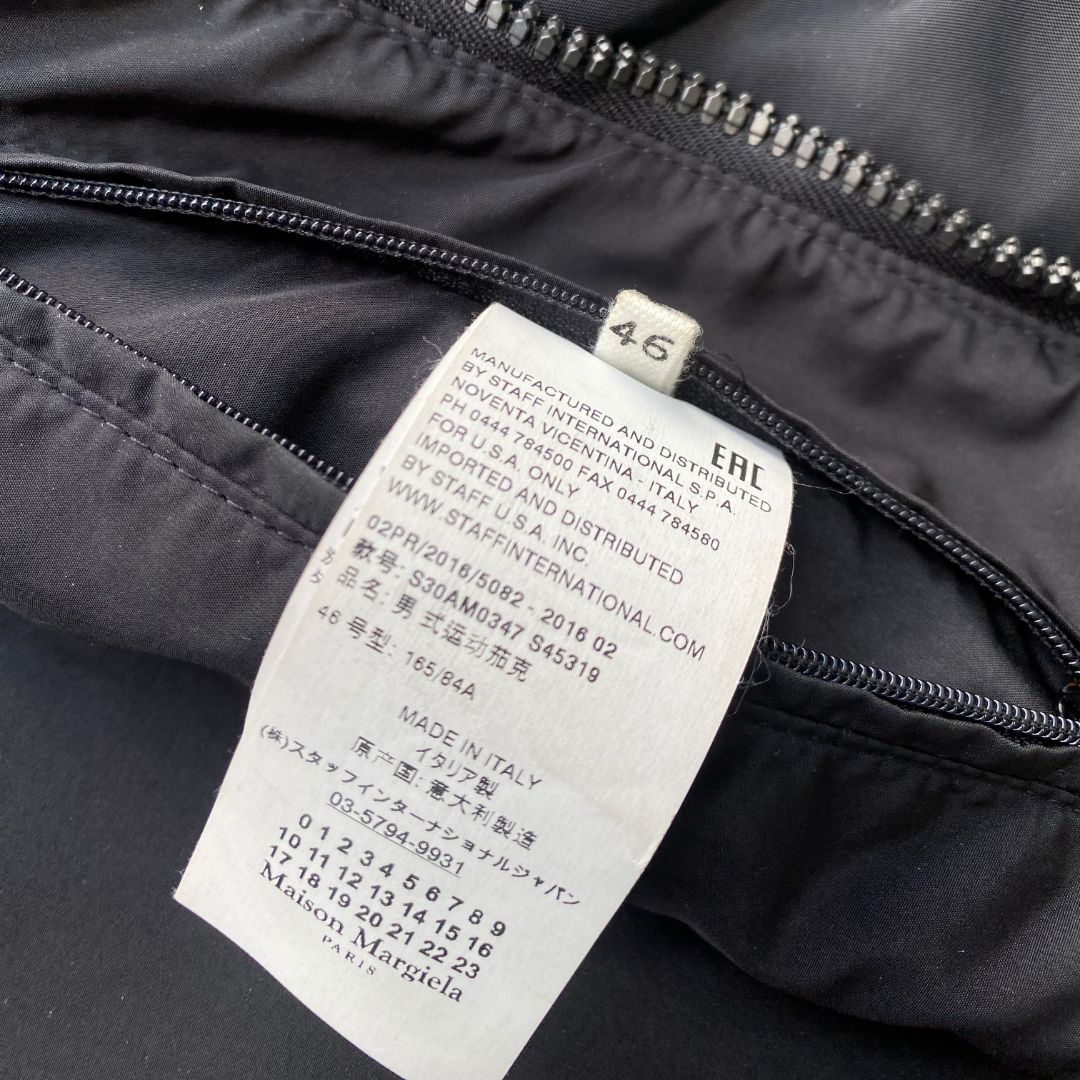 46
EAC
MANUFACTURED AND DISTRIBUTED
BY STAFF INTERNATIONAL S.P.A.
NOVENTA VICENTINA - ITALY
PH 0444 784500 FAX 0444 784580
FOR U.S.A. ONLY
IMPORTED AND DISTRIBUTED
BY STAFF U.S.A. INC.
WWW.STAFFINTERNATIONAL.COM
02PR/2016/5082 - 2016 02
款号: S30AM0347 S45319
品名: 男式运动茄克
46 号型: 165/84A
MADE IN ITALY
イタリア製
原产国: 意大利製造
(株)スタッフインターナショナルジャパン
03-5794-9931
0 1 2 3 4 5 6 7 8 9
10 11 12 13 14 15 16
17 18 19 20 21 22 23
Maison Margiela
PARIS